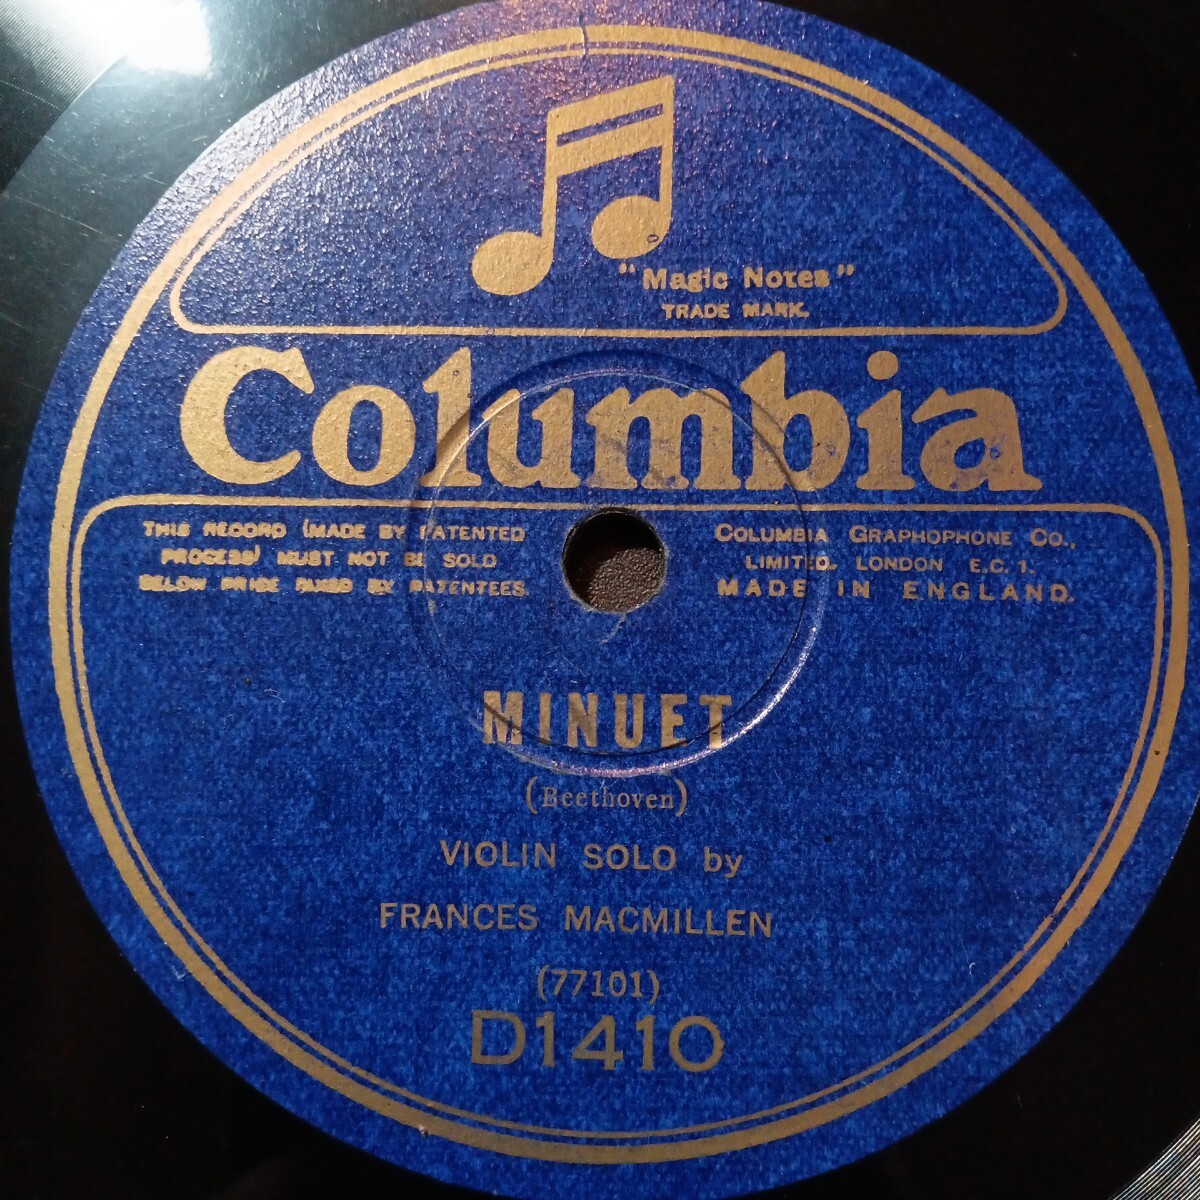 "Magic Notes"
TRADE MARK.
Columbia
THIS RECORD (MADE BY PATENTED
PROCESS) MUST NOT BE SOLD
BELOW PRICE FIXED BY PATENTEES.
COLUMBIA GRAPHOPHONE CO.,
LIMITED, LONDON E.C.1.
MADE IN ENGLAND.
MINUET
(Beethoven)
VIOLIN SOLO by
FRANCES MACMILLEN
(77101)
D1410